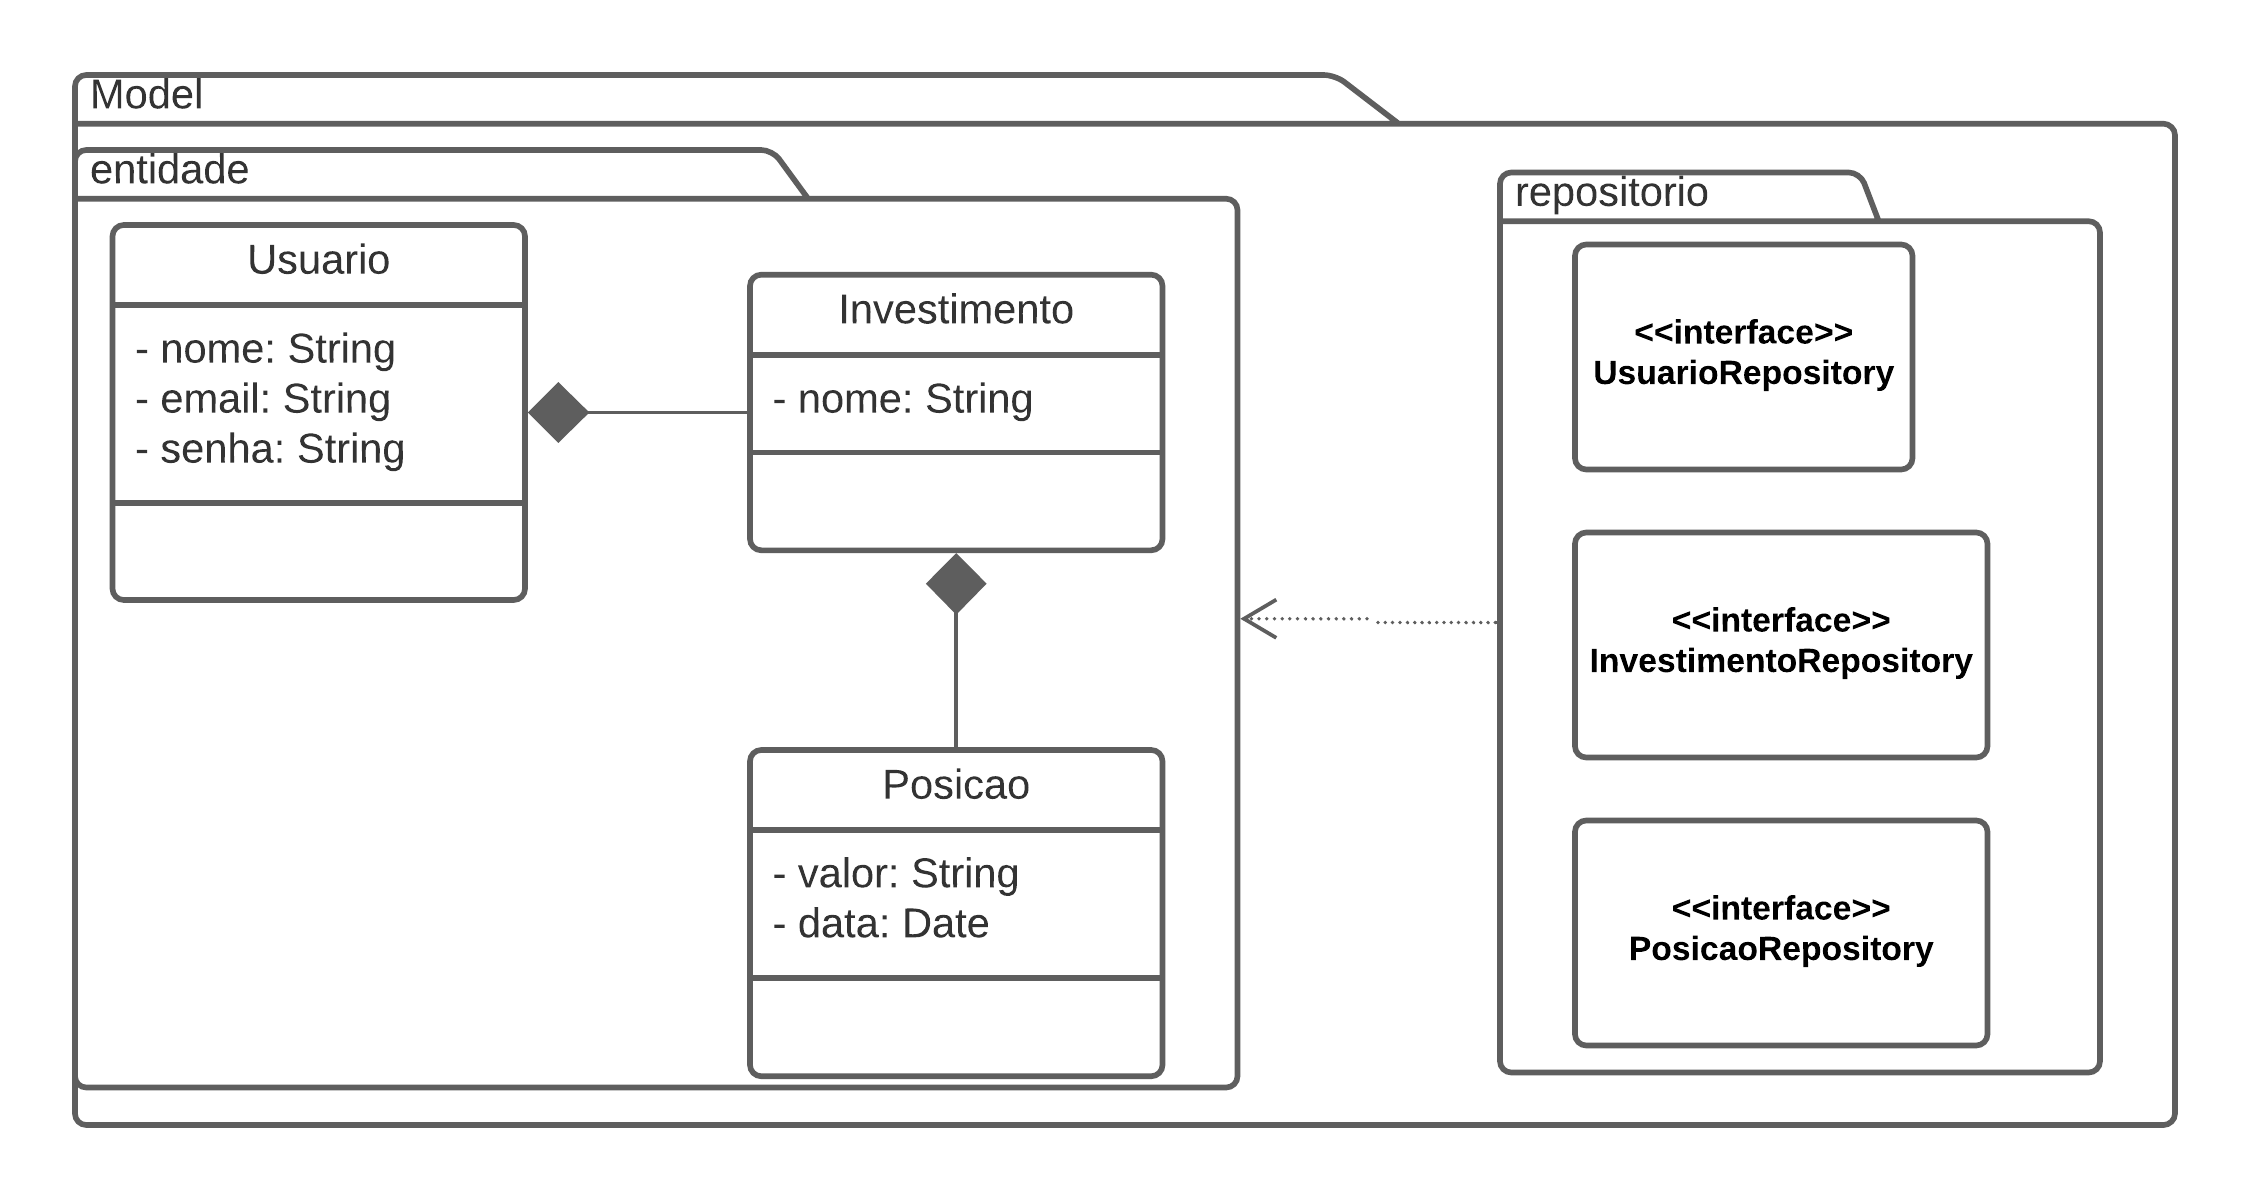 Model
entidade
Usuario
- nome: String
- email: String
- senha: String
Investimento
- nome: String
Posicao
- valor: String
- data: Date
repositorio
<<interface>>
UsuarioRepository
<<interface>>
InvestimentoRepository
<<interface>>
PosicaoRepository